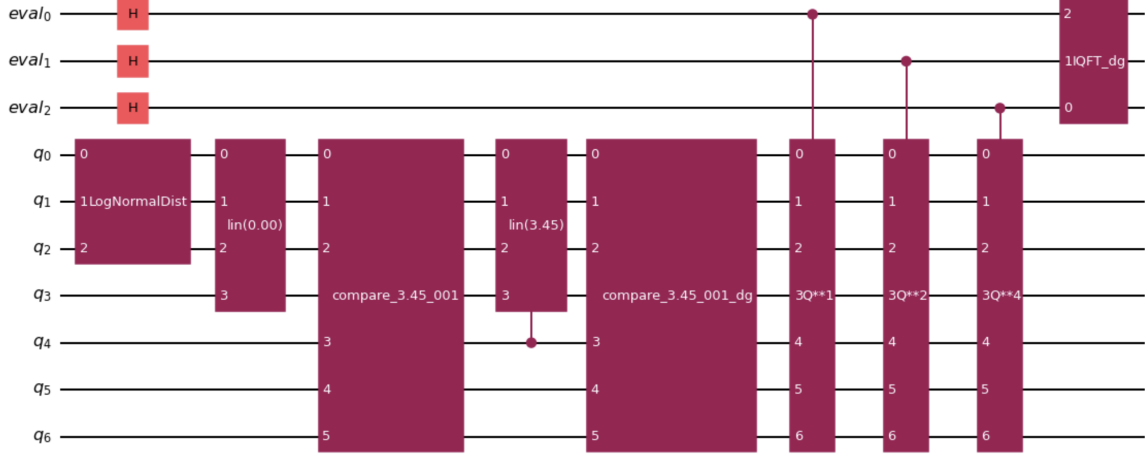 eval0 H 2
eval1 H 1IQFT_dg
eval2 H 0
q0 0 0 0 0 0 0 0 0
q1 1LogNormalDist 1 1 1 1 1 1 1
lin(0.00) lin(3.45)
q2 2 2 2 2 2 2 2 2
q3 3 compare_3.45_001 3 compare_3.45_001_dg 3Q**1 3Q**2 3Q**4
q4 3 3 4 4 4
q5 4 4 5 5 5
q6 5 5 6 6 6